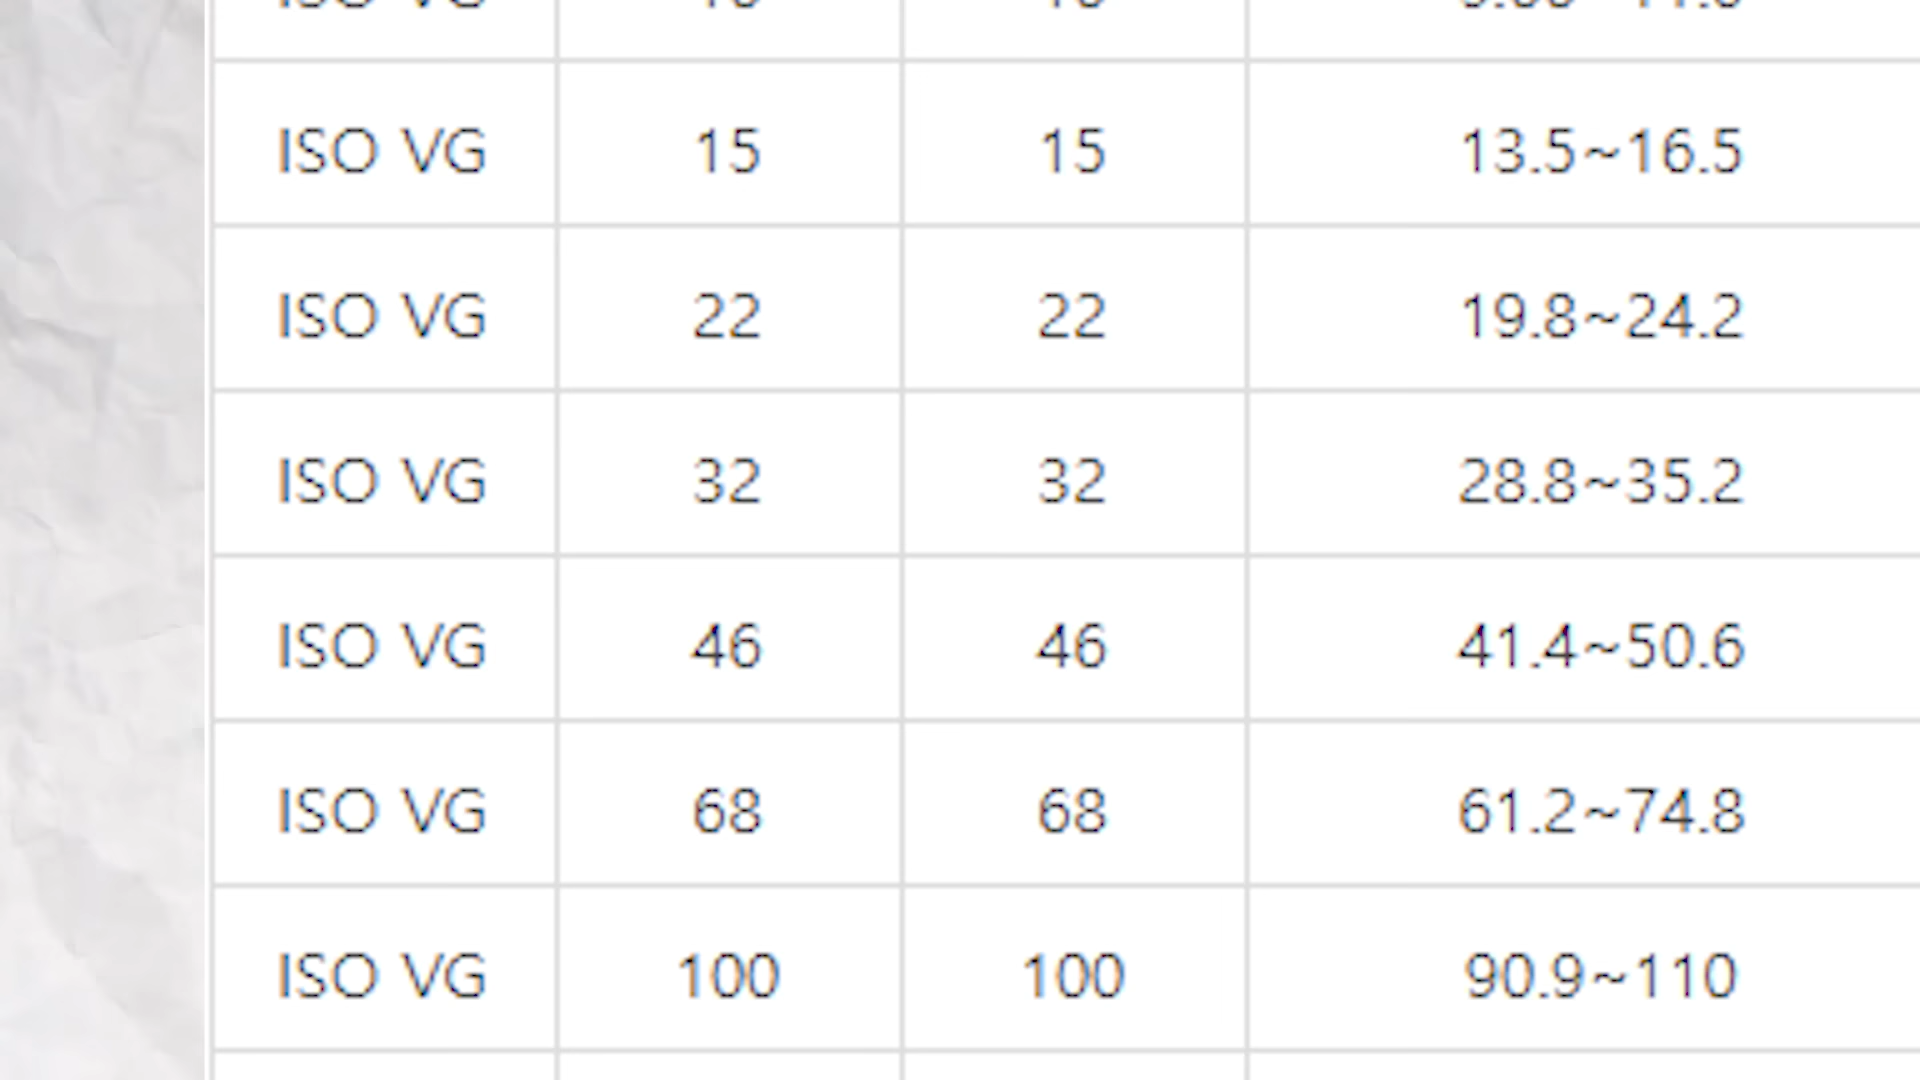 ISO VG 15 15 13.5~16.5
ISO VG 22 22 19.8~24.2
ISO VG 32 32 28.8~35.2
ISO VG 46 46 41.4~50.6
ISO VG 68 68 61.2~74.8
ISO VG 100 100 90.9~110